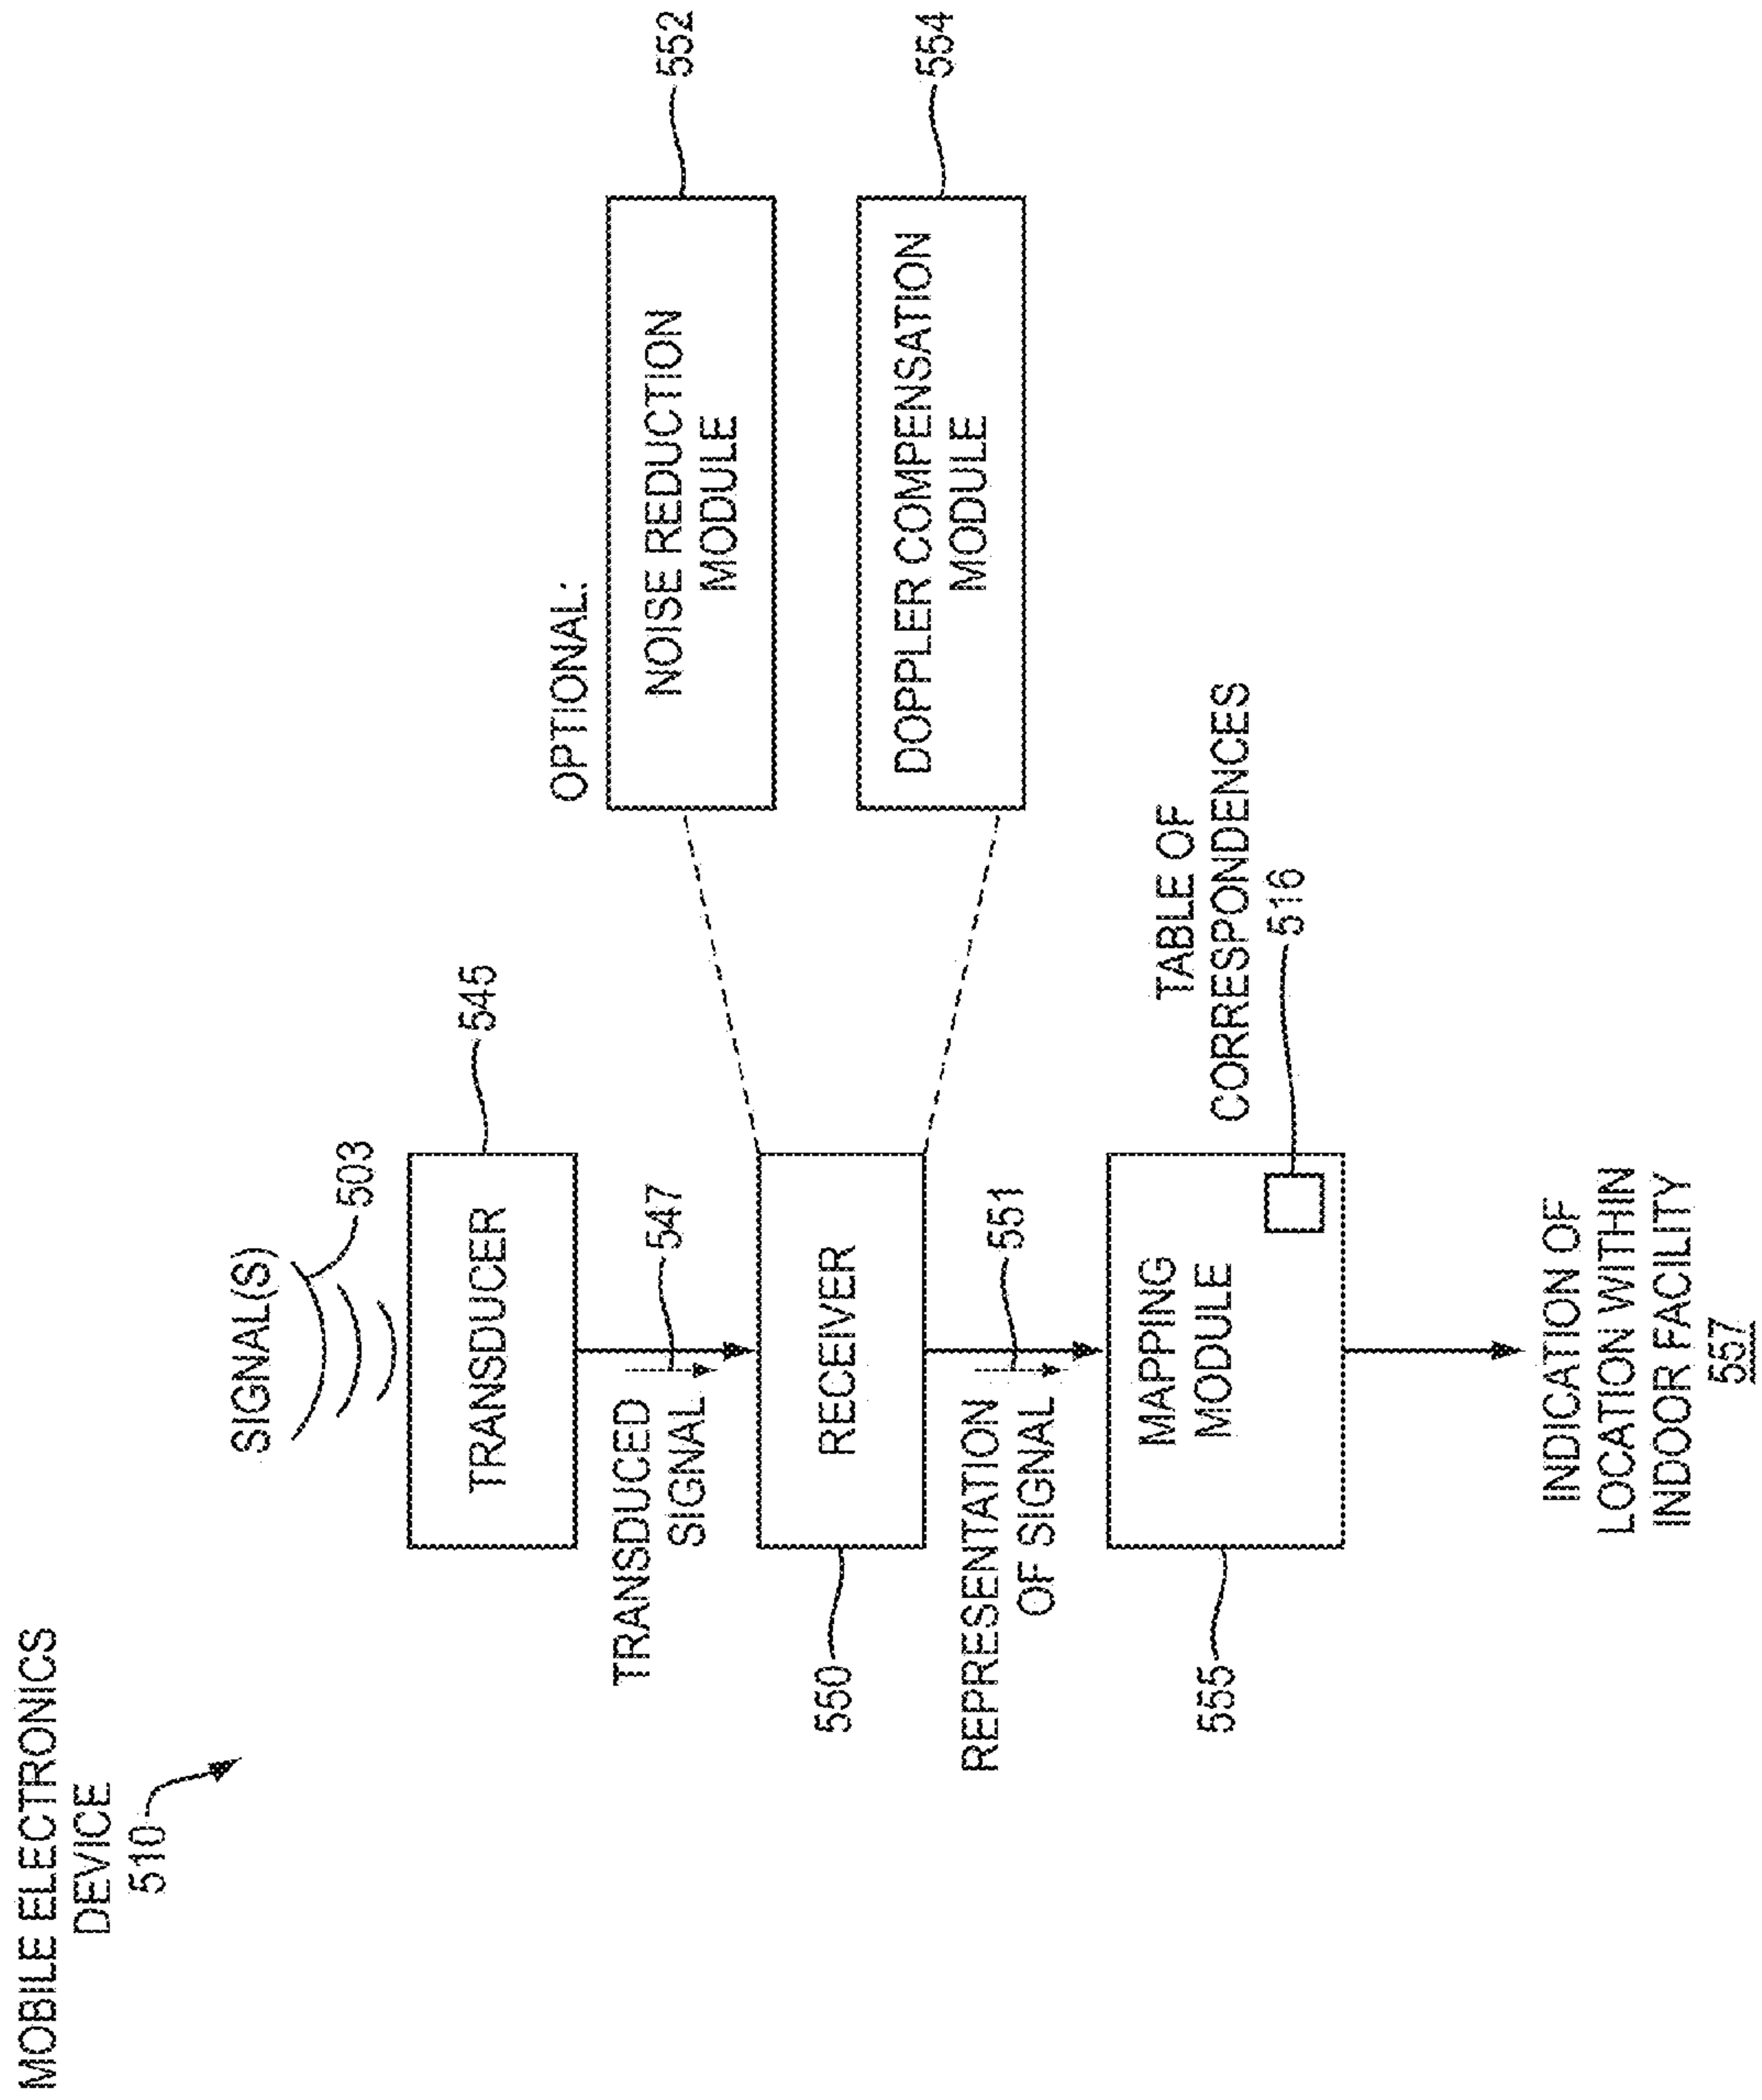 MOBILE ELECTRONICS
DEVICE
510
SIGNAL(S)
503
TRANSDUCER
545
TRANSDUCED
SIGNAL
547
RECEIVER
550
OPTIONAL:
NOISE REDUCTION
MODULE
552
DOPPLER COMPENSATION
MODULE
554
REPRESENTATION
OF SIGNAL
551
MAPPING
MODULE
555
TABLE OF
CORRESPONDENCES
516
INDICATION OF
LOCATION WITHIN
INDOOR FACILITY
557